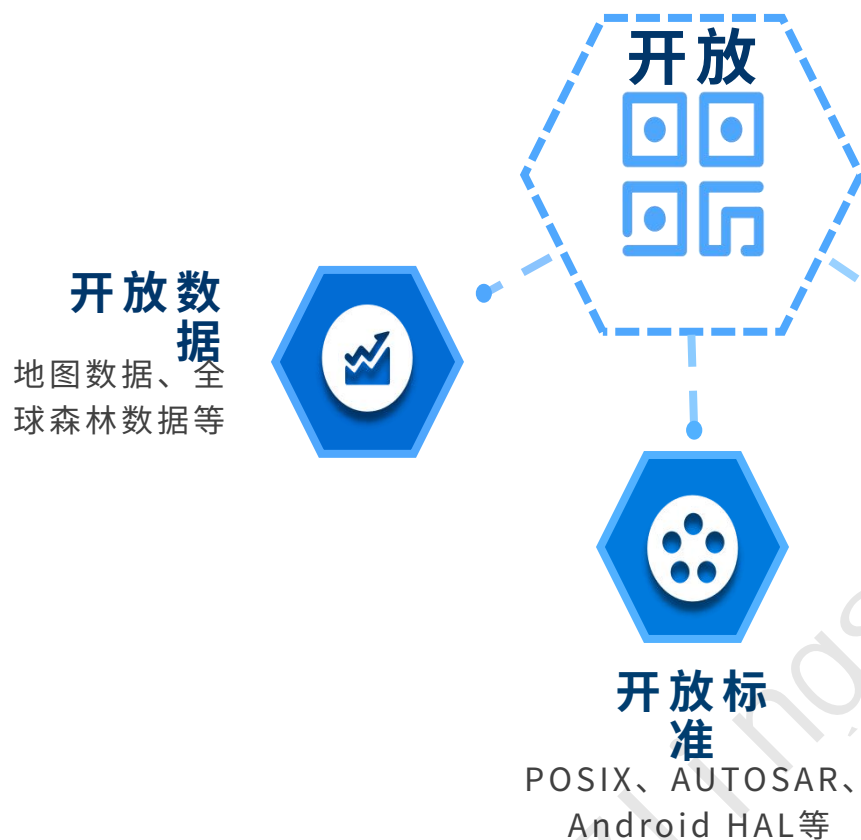 开放
开放数
据
地图数据、全
球森林数据等
开放标
准
POSIX、AUTOSAR、
Android HAL等